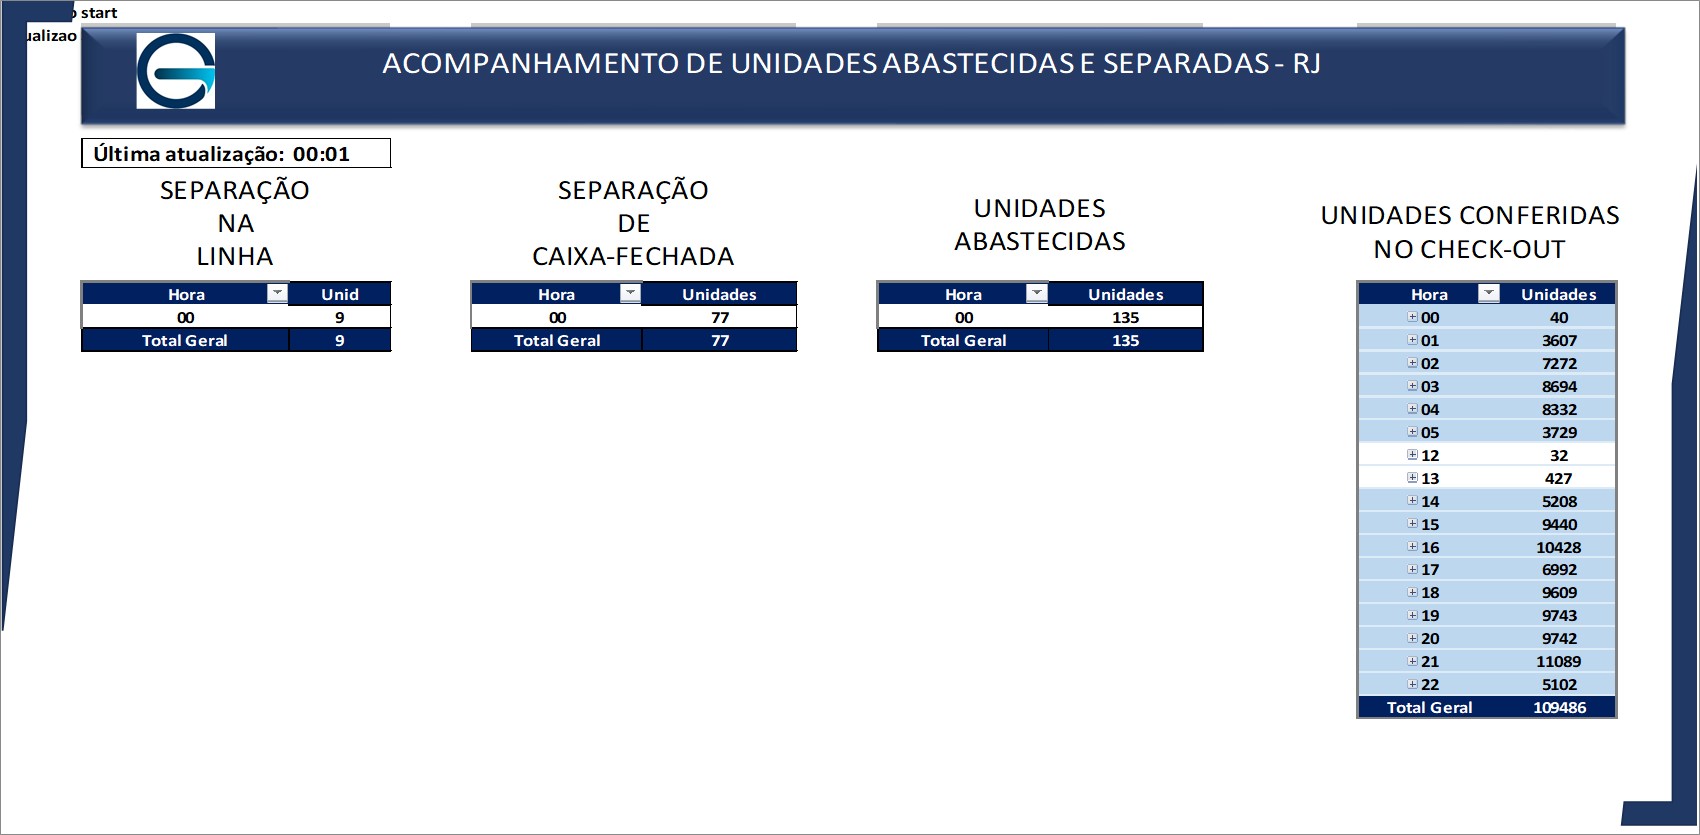 start
ACOMPANHAMENTO DE UNIDADES ABASTECIDAS E SEPARADAS - RJ
Última atualização: 00:01
SEPARAÇÃO
NA
LINHA
Hora Unid
00 9
Total Geral 9
SEPARAÇÃO
DE
CAIXA-FECHADA
Hora Unidades
00 77
Total Geral 77
UNIDADES
ABASTECIDAS
Hora Unidades
00 135
Total Geral 135
UNIDADES CONFERIDAS
NO CHECK-OUT
Hora Unidades
00 40
01 3607
02 7272
03 8694
04 8332
05 3729
12 32
13 427
14 5208
15 9440
16 10428
17 6992
18 9609
19 9743
20 9742
21 11089
22 5102
Total Geral 109486